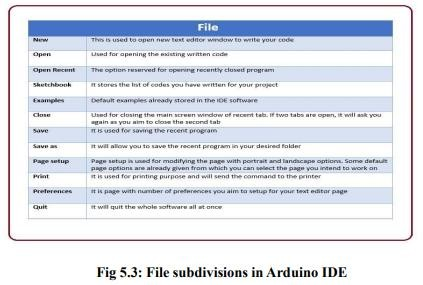 File
New This is used to open new text editor window to write your code
Open Used for opening the existing written code
Open Recent The option reserved for opening recently closed program
Sketchbook It stores the list of codes you have written for your project
Examples Default examples already stored in the IDE software
Close Used for closing the main screen window of recent tab. If two tabs are open, it will ask you
again as you aim to close the second tab
Save It is used for saving the recent program
Save as It will allow you to save the recent program in your desired folder
Page setup Page setup is used for modifying the page with portrait and landscape options. Some default
page options are already given from which you can select the page you intend to work on
Print It is used for printing purpose and will send the command to the printer
Preferences It is page with number of preferences you aim to setup for your text editor page
Quit It will quit the whole software all at once
Fig 5.3: File subdivisions in Arduino IDE